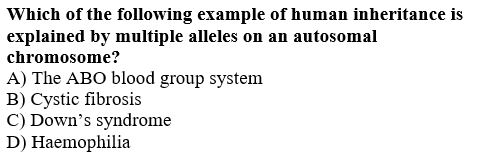 Which of the following example of human inheritance is
explained by multiple alleles on an autosomal
chromosome?
A) The ABO blood group system
B) Cystic fibrosis
C) Down’s syndrome
D) Haemophilia